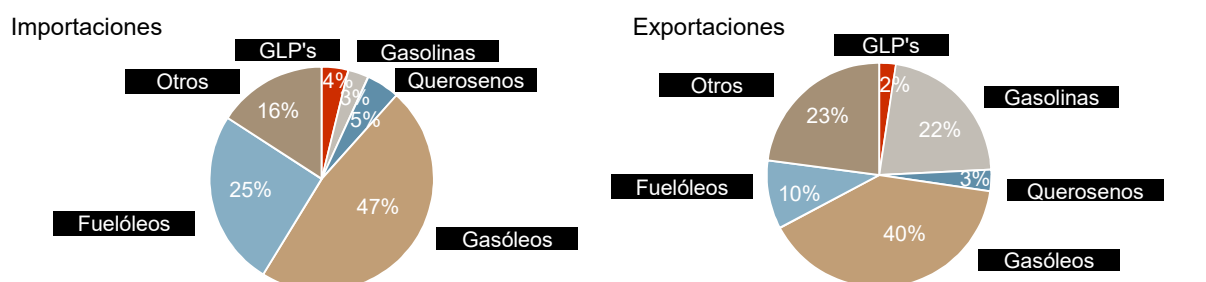 Importaciones
GLP's
Gasolinas
Querosenos
Otros
4%
3%
5%
16%
25%
47%
Fuelóleos
Gasóleos
Exportaciones
GLP's
Otros
Gasolinas
2%
23%
22%
3%
10%
40%
Fuelóleos
Querosenos
Gasóleos